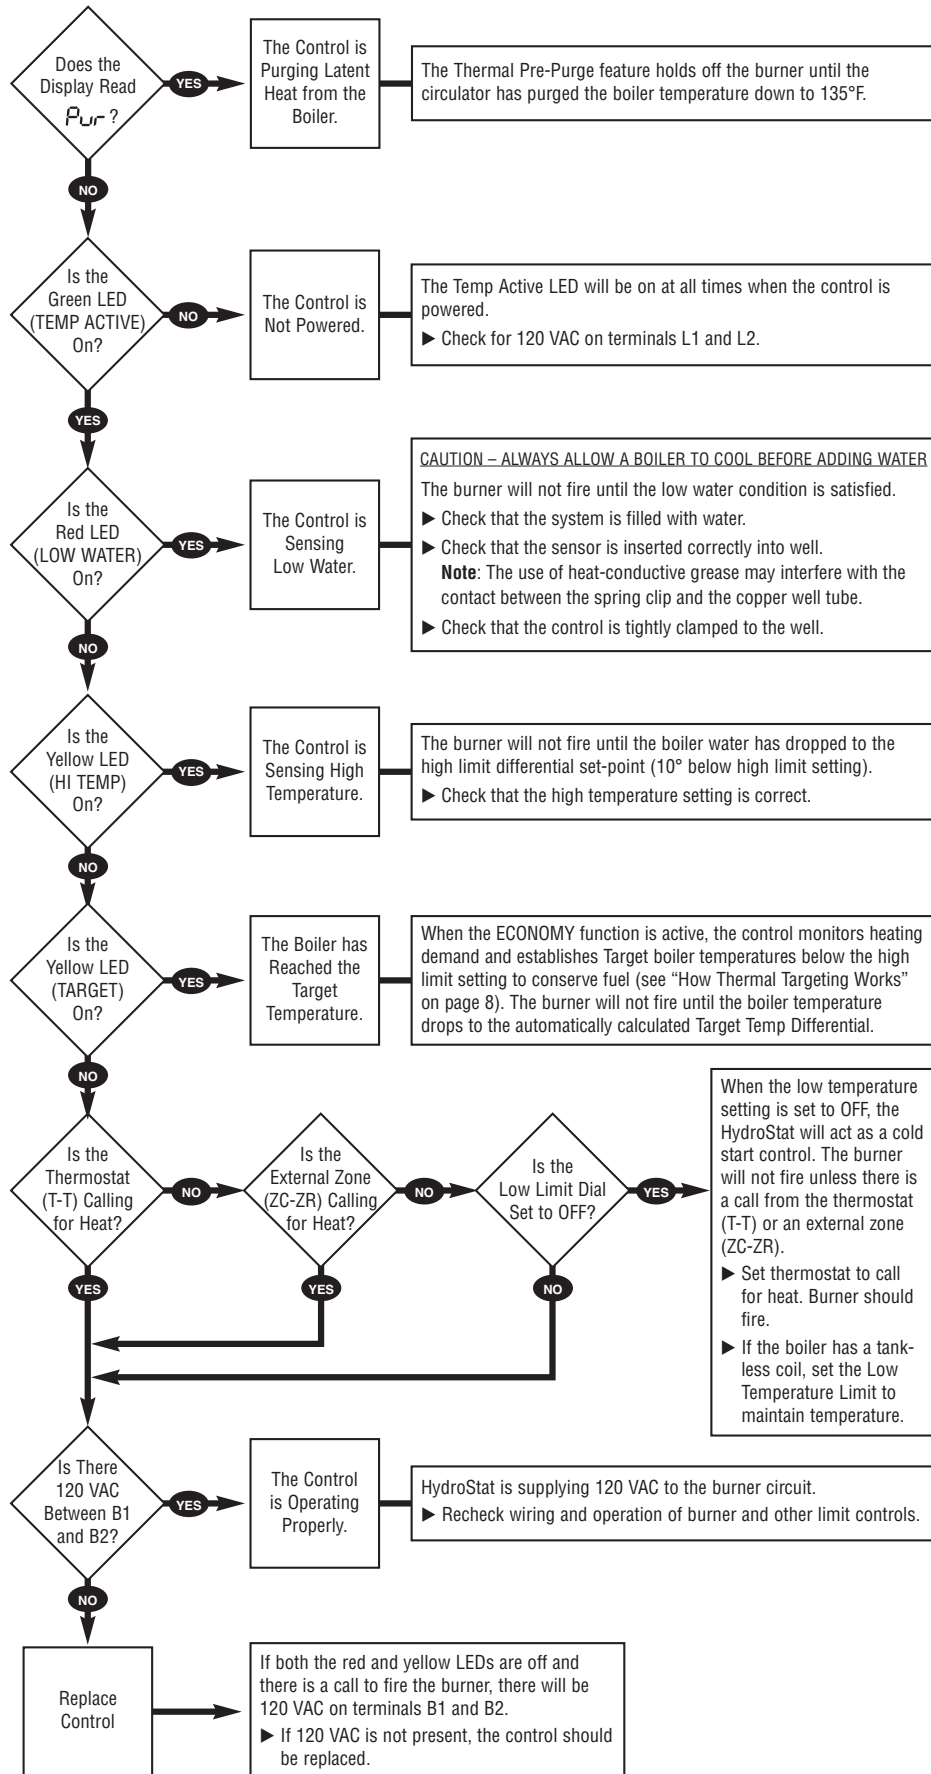 Does the
Display Read
Pur ?
YES
The Control is
Purging Latent
Heat from the
Boiler.
The Thermal Pre-Purge feature holds off the burner until the
circulator has purged the boiler temperature down to 135°F.
NO
Is the
Green LED
(TEMP ACTIVE)
On?
NO
The Control is
Not Powered.
The Temp Active LED will be on at all times when the control is
powered.
▶ Check for 120 VAC on terminals L1 and L2.
YES
Is the
Red LED
(LOW WATER)
On?
YES
The Control is
Sensing
Low Water.
CAUTION – ALWAYS ALLOW A BOILER TO COOL BEFORE ADDING WATER
The burner will not fire until the low water condition is satisfied.
▶ Check that the system is filled with water.
▶ Check that the sensor is inserted correctly into well.
Note: The use of heat-conductive grease may interfere with the
contact between the spring clip and the copper well tube.
▶ Check that the control is tightly clamped to the well.
NO
Is the
Yellow LED
(HI TEMP)
On?
YES
The Control is
Sensing High
Temperature.
The burner will not fire until the boiler water has dropped to the
high limit differential set-point (10° below high limit setting).
▶ Check that the high temperature setting is correct.
NO
Is the
Yellow LED
(TARGET)
On?
YES
The Boiler has
Reached the
Target
Temperature.
When the ECONOMY function is active, the control monitors heating
demand and establishes Target boiler temperatures below the high
limit setting to conserve fuel (see “How Thermal Targeting Works”
on page 8). The burner will not fire until the boiler temperature
drops to the automatically calculated Target Temp Differential.
NO
Is the
Thermostat
(T-T) Calling
for Heat?
NO
Is the
External Zone
(ZC-ZR) Calling
for Heat?
NO
Is the
Low Limit Dial
Set to OFF?
YES
When the low temperature
setting is set to OFF, the
HydroStat will act as a cold
start control. The burner
will not fire unless there is
a call from the thermostat
(T-T) or an external zone
(ZC-ZR).
▶ Set thermostat to call
for heat. Burner should
fire.
▶ If the boiler has a tank-
less coil, set the Low
Temperature Limit to
maintain temperature.
YES
YES
NO
Is There
120 VAC
Between B1
and B2?
YES
The Control
is Operating
Properly.
HydroStat is supplying 120 VAC to the burner circuit.
▶ Recheck wiring and operation of burner and other limit controls.
NO
Replace
Control
If both the red and yellow LEDs are off and
there is a call to fire the burner, there will be
120 VAC on terminals B1 and B2.
▶ If 120 VAC is not present, the control should
be replaced.